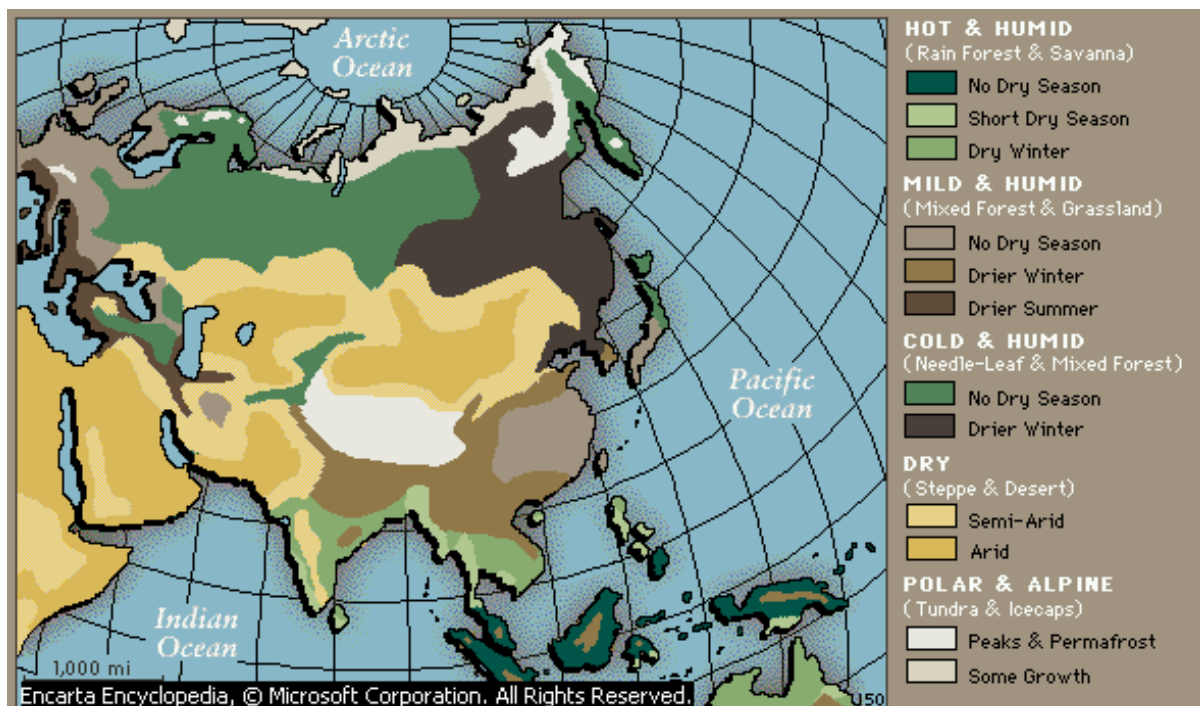 Arctic
Ocean
Pacific
Ocean
Indian
Ocean
1,000 mi
Encarta Encyclopedia, © Microsoft Corporation. All Rights Reserved.
U50
HOT & HUMID
(Rain Forest & Savanna)
No Dry Season
Short Dry Season
Dry Winter
MILD & HUMID
(Mixed Forest & Grassland)
No Dry Season
Drier Winter
Drier Summer
COLD & HUMID
(Needle-Leaf & Mixed Forest)
No Dry Season
Drier Winter
DRY
(Steppe & Desert)
Semi-Arid
Arid
POLAR & ALPINE
(Tundra & Icecaps)
Peaks & Permafrost
Some Growth